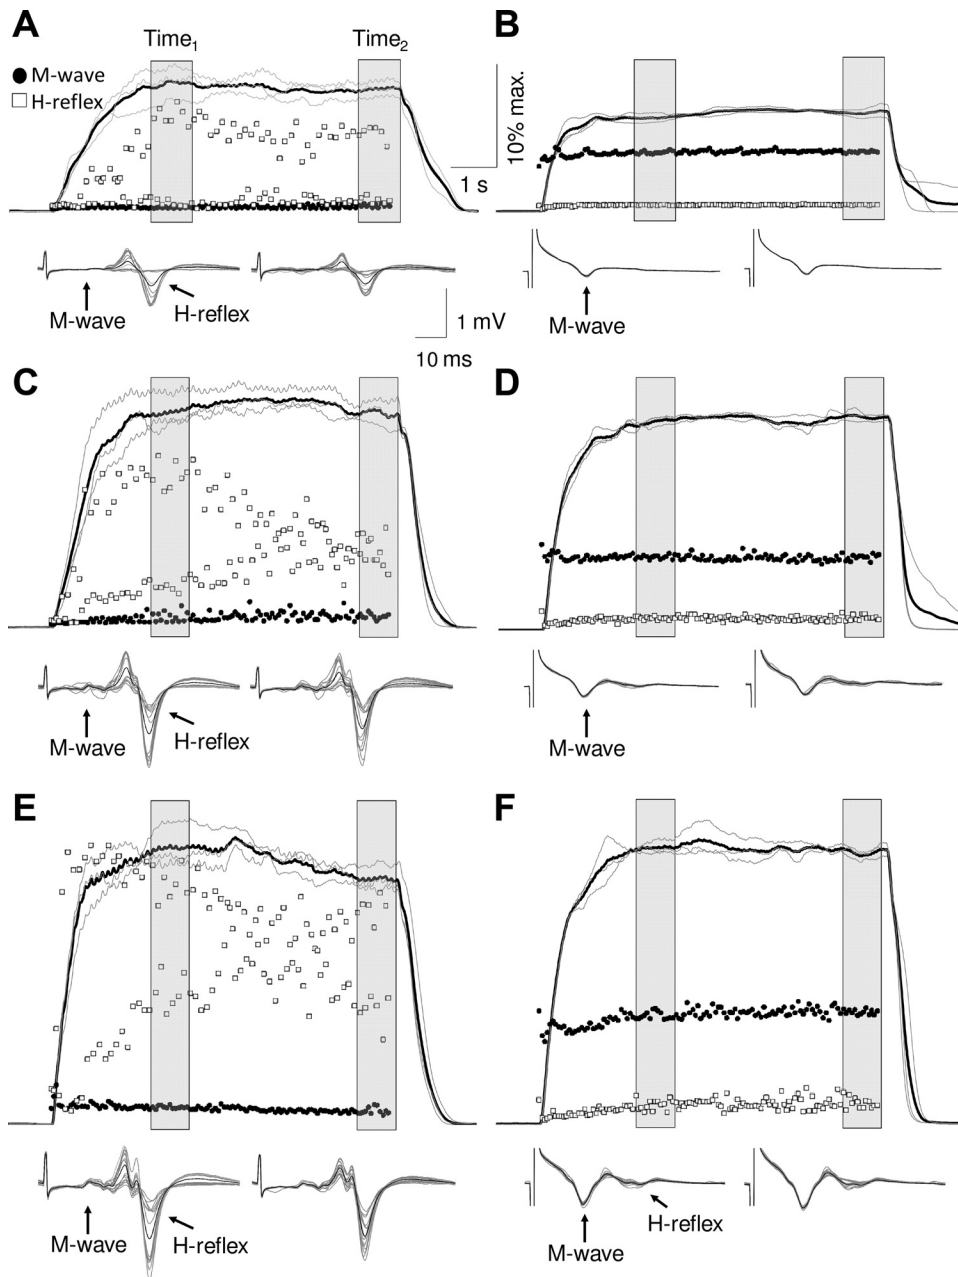 A
B
Time1
Time2
M-wave
H-reflex
10% max.
1 s
M-wave
H-reflex
M-wave
1 mV
10 ms
C
D
M-wave
H-reflex
M-wave
E
F
M-wave
H-reflex
M-wave
H-reflex